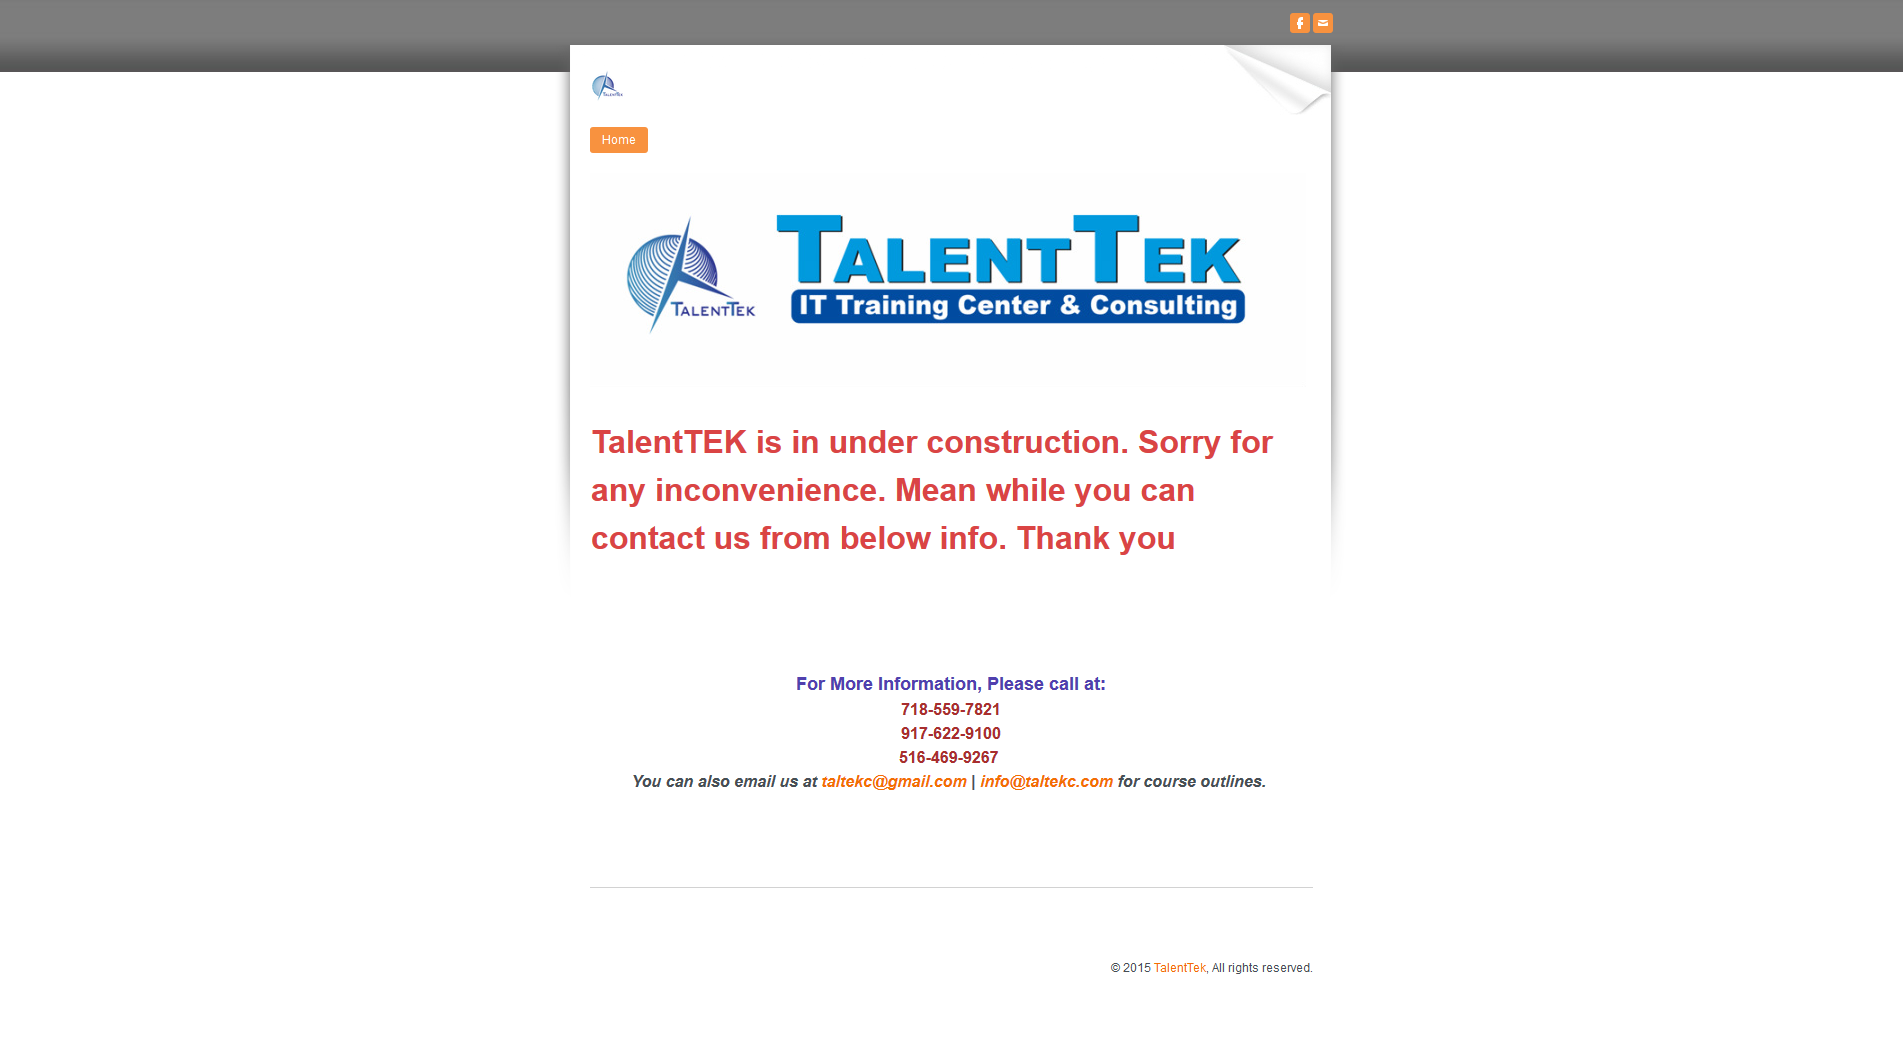 TALENTTEK
Home
TALENTTEK
IT Training Center & Consulting
TALENTTEK
TalentTEK is in under construction. Sorry for
any inconvenience. Mean while you can
contact us from below info. Thank you
For More Information, Please call at:
718-559-7821
917-622-9100
516-469-9267
You can also email us at taltekc@gmail.com | info@taltekc.com for course outlines.
© 2015 TalentTek, All rights reserved.